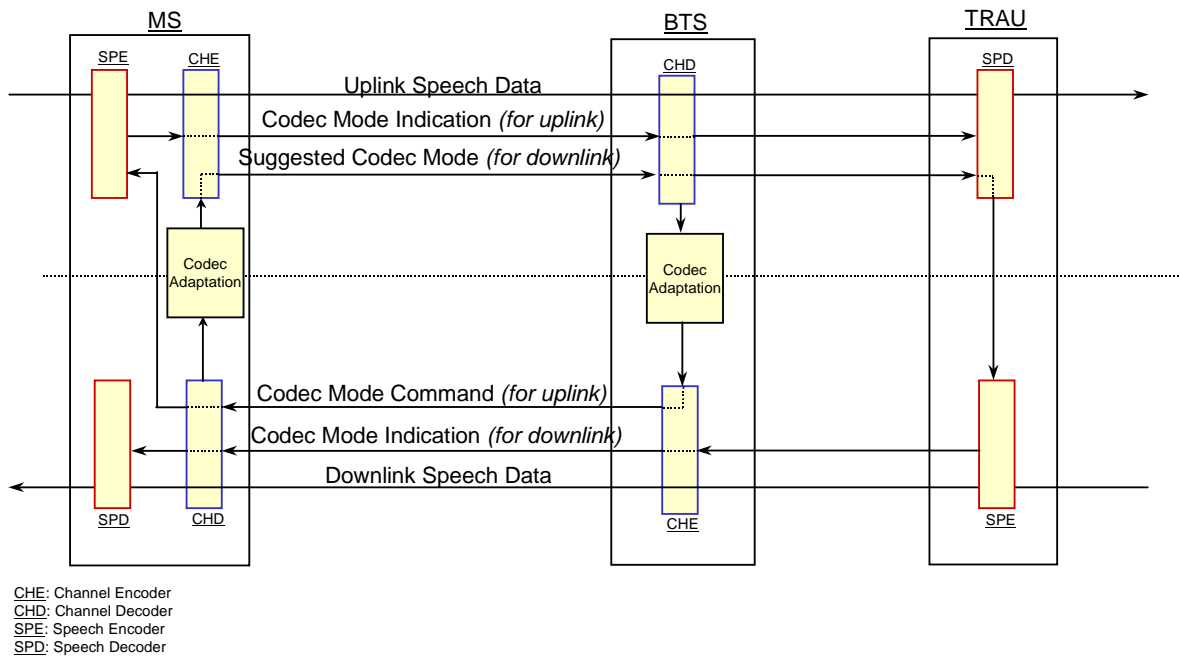 MS
BTS
TRAU
SPE
CHE
CHD
SPD
Uplink Speech Data
Codec Mode Indication (for uplink)
Suggested Codec Mode (for downlink)
Codec
Adaptation
Codec
Adaptation
Codec Mode Command (for uplink)
Codec Mode Indication (for downlink)
Downlink Speech Data
SPD
CHD
CHE
SPE
CHE: Channel Encoder
CHD: Channel Decoder
SPE: Speech Encoder
SPD: Speech Decoder